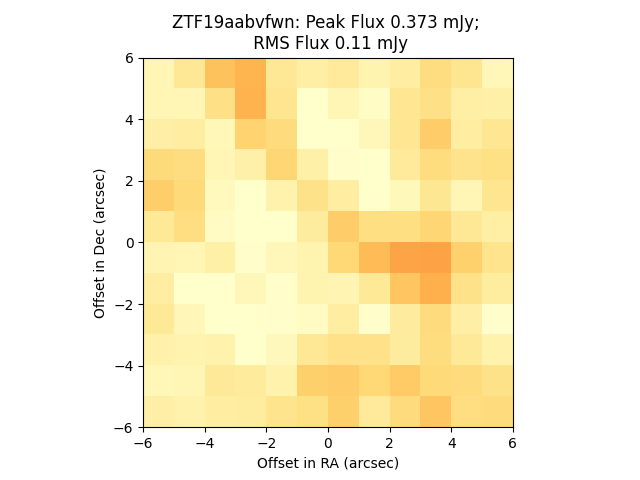 ZTF19aabvfwn: Peak Flux 0.373 mJy;
RMS Flux 0.11 mJy
6
4
2
0
−2
−4
−6
Offset in Dec (arcsec)
−6 −4 −2 0 2 4 6
Offset in RA (arcsec)